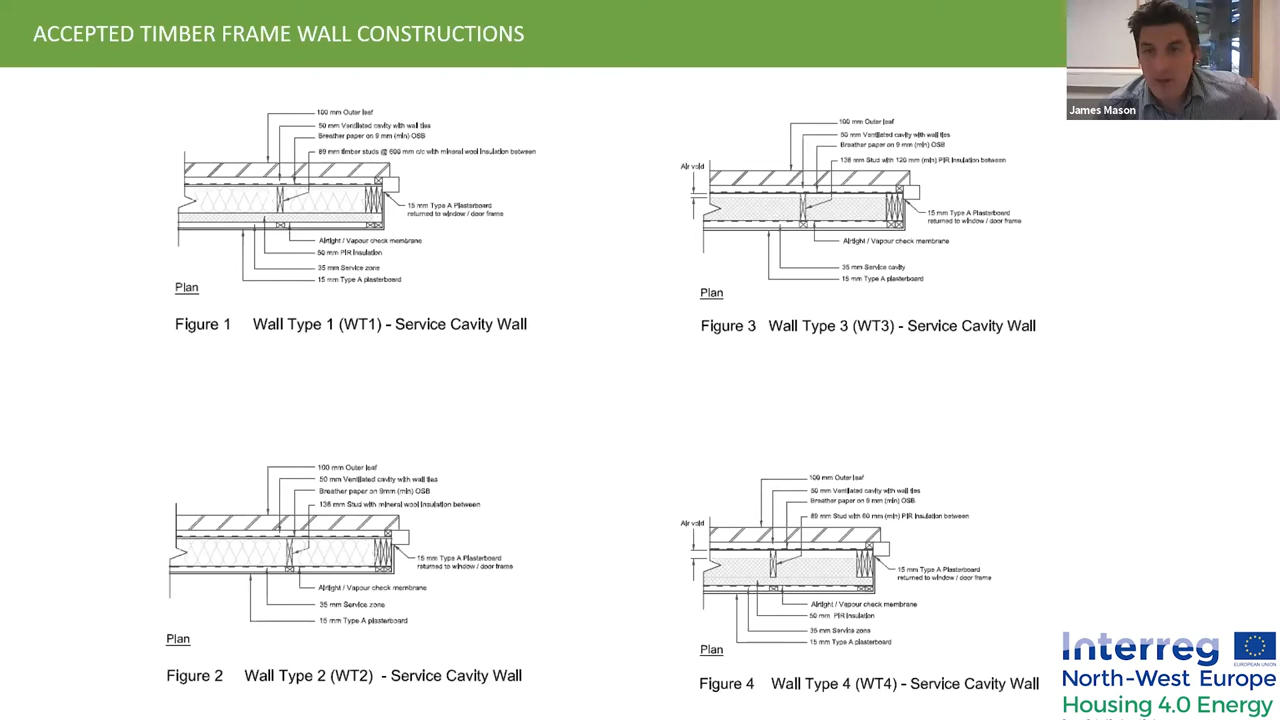 ACCEPTED TIMBER FRAME WALL CONSTRUCTIONS
James Mason
100 mm Outer leaf
50 mm Ventilated cavity with wall ties
Breather paper on 9 mm (min) OSB
89 mm timber studs @ 600 mm c/c with mineral wool insulation between
15 mm Type A Plasterboard
returned to window / door frame
Airtight / Vapour check membrane
50 mm PIR Insulation
35 mm Service zone
15 mm Type A plasterboard
Plan
Figure 1 Wall Type 1 (WT1) - Service Cavity Wall
100 mm Outer leaf
50 mm Ventilated cavity with wall ties
Breather paper on 9 mm (min) OSB
138 mm Stud with 120 mm (min) PIR Insulation between
Air void
15 mm Type A Plasterboard
returned to window / door frame
Airtight / Vapour check membrane
35 mm Service cavity
15 mm Type A plasterboard
Plan
Figure 3 Wall Type 3 (WT3) - Service Cavity Wall
100 mm Outer leaf
50 mm Ventilated cavity with wall ties
Breather paper on 9mm (min) OSB
138 mm Stud with mineral wool insulation between
15 mm Type A Plasterboard
returned to window / door frame
Airtight / Vapour check membrane
35 mm Service zone
15 mm Type A plasterboard
Plan
Figure 2 Wall Type 2 (WT2) - Service Cavity Wall
100 mm Outer leaf
50 mm Ventilated cavity with wall ties
Breather paper on 9 mm (min) OSB
89 mm Stud with 60 mm (min) PIR Insulation between
Air void
15 mm Type A Plasterboard
returned to window / door frame
Airtight / Vapour check membrane
50 mm PIR Insulation
35 mm Service zone
15 mm Type A plasterboard
Plan
Figure 4 Wall Type 4 (WT4) - Service Cavity Wall
Interreg
EUROPEAN UNION
North-West Europe
Housing 4.0 Energy